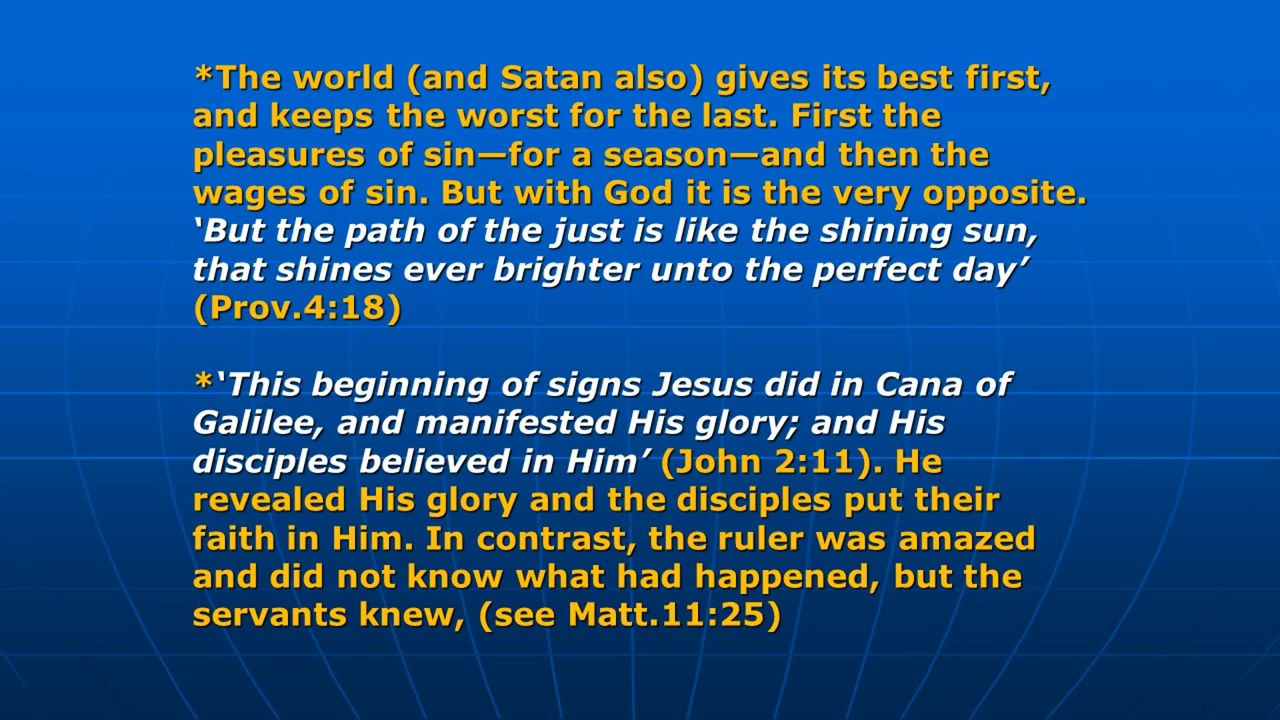 *The world (and Satan also) gives its best first,
and keeps the worst for the last. First the
pleasures of sin—for a season—and then the
wages of sin. But with God it is the very opposite.
‘But the path of the just is like the shining sun,
that shines ever brighter unto the perfect day’
(Prov.4:18)
*‘This beginning of signs Jesus did in Cana of
Galilee, and manifested His glory; and His
disciples believed in Him’ (John 2:11). He
revealed His glory and the disciples put their
faith in Him. In contrast, the ruler was amazed
and did not know what had happened, but the
servants knew, (see Matt.11:25)